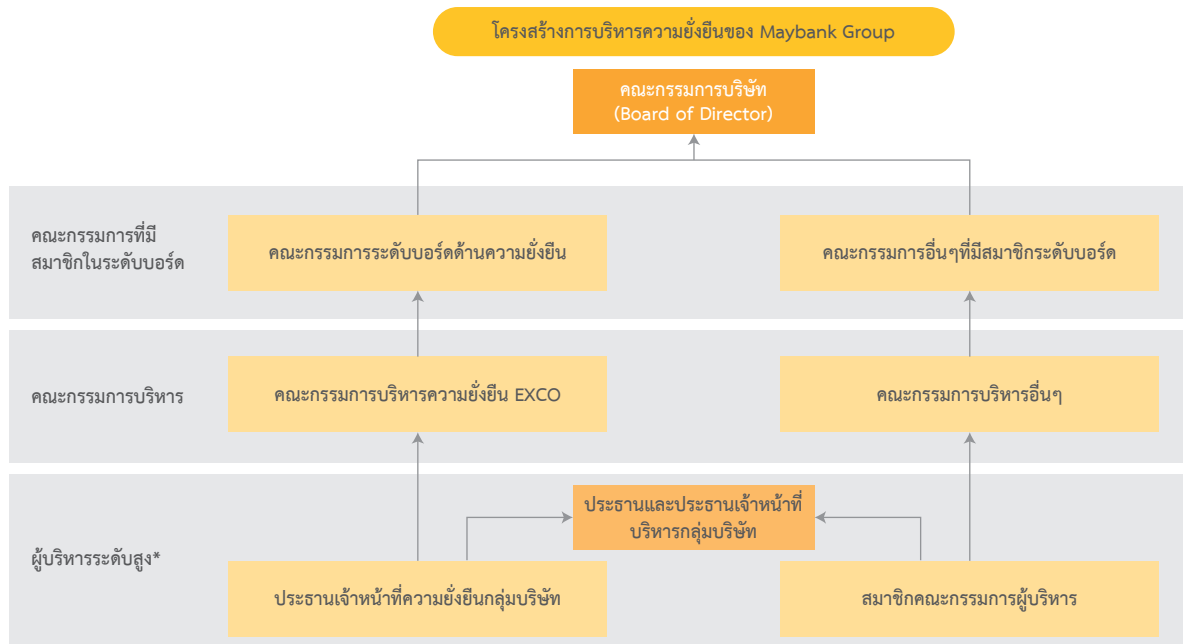 โครงสร้างการบริหารความยั่งยืนของ Maybank Group
คณะกรรมการบริษัท
(Board of Director)
คณะกรรมการที่มี
สมาชิกในระดับบอร์ด
คณะกรรมการระดับบอร์ดด้านความยั่งยืน
คณะกรรมการอื่นๆที่มีสมาชิกระดับบอร์ด
คณะกรรมการบริหาร
คณะกรรมการบริหารความยั่งยืน EXCO
คณะกรรมการบริหารอื่นๆ
ประธานและประธานเจ้าหน้าที่
บริหารกลุ่มบริษัท
ผู้บริหารระดับสูง*
ประธานเจ้าหน้าที่ความยั่งยืนกลุ่มบริษัท
สมาชิกคณะกรรมการผู้บริหาร